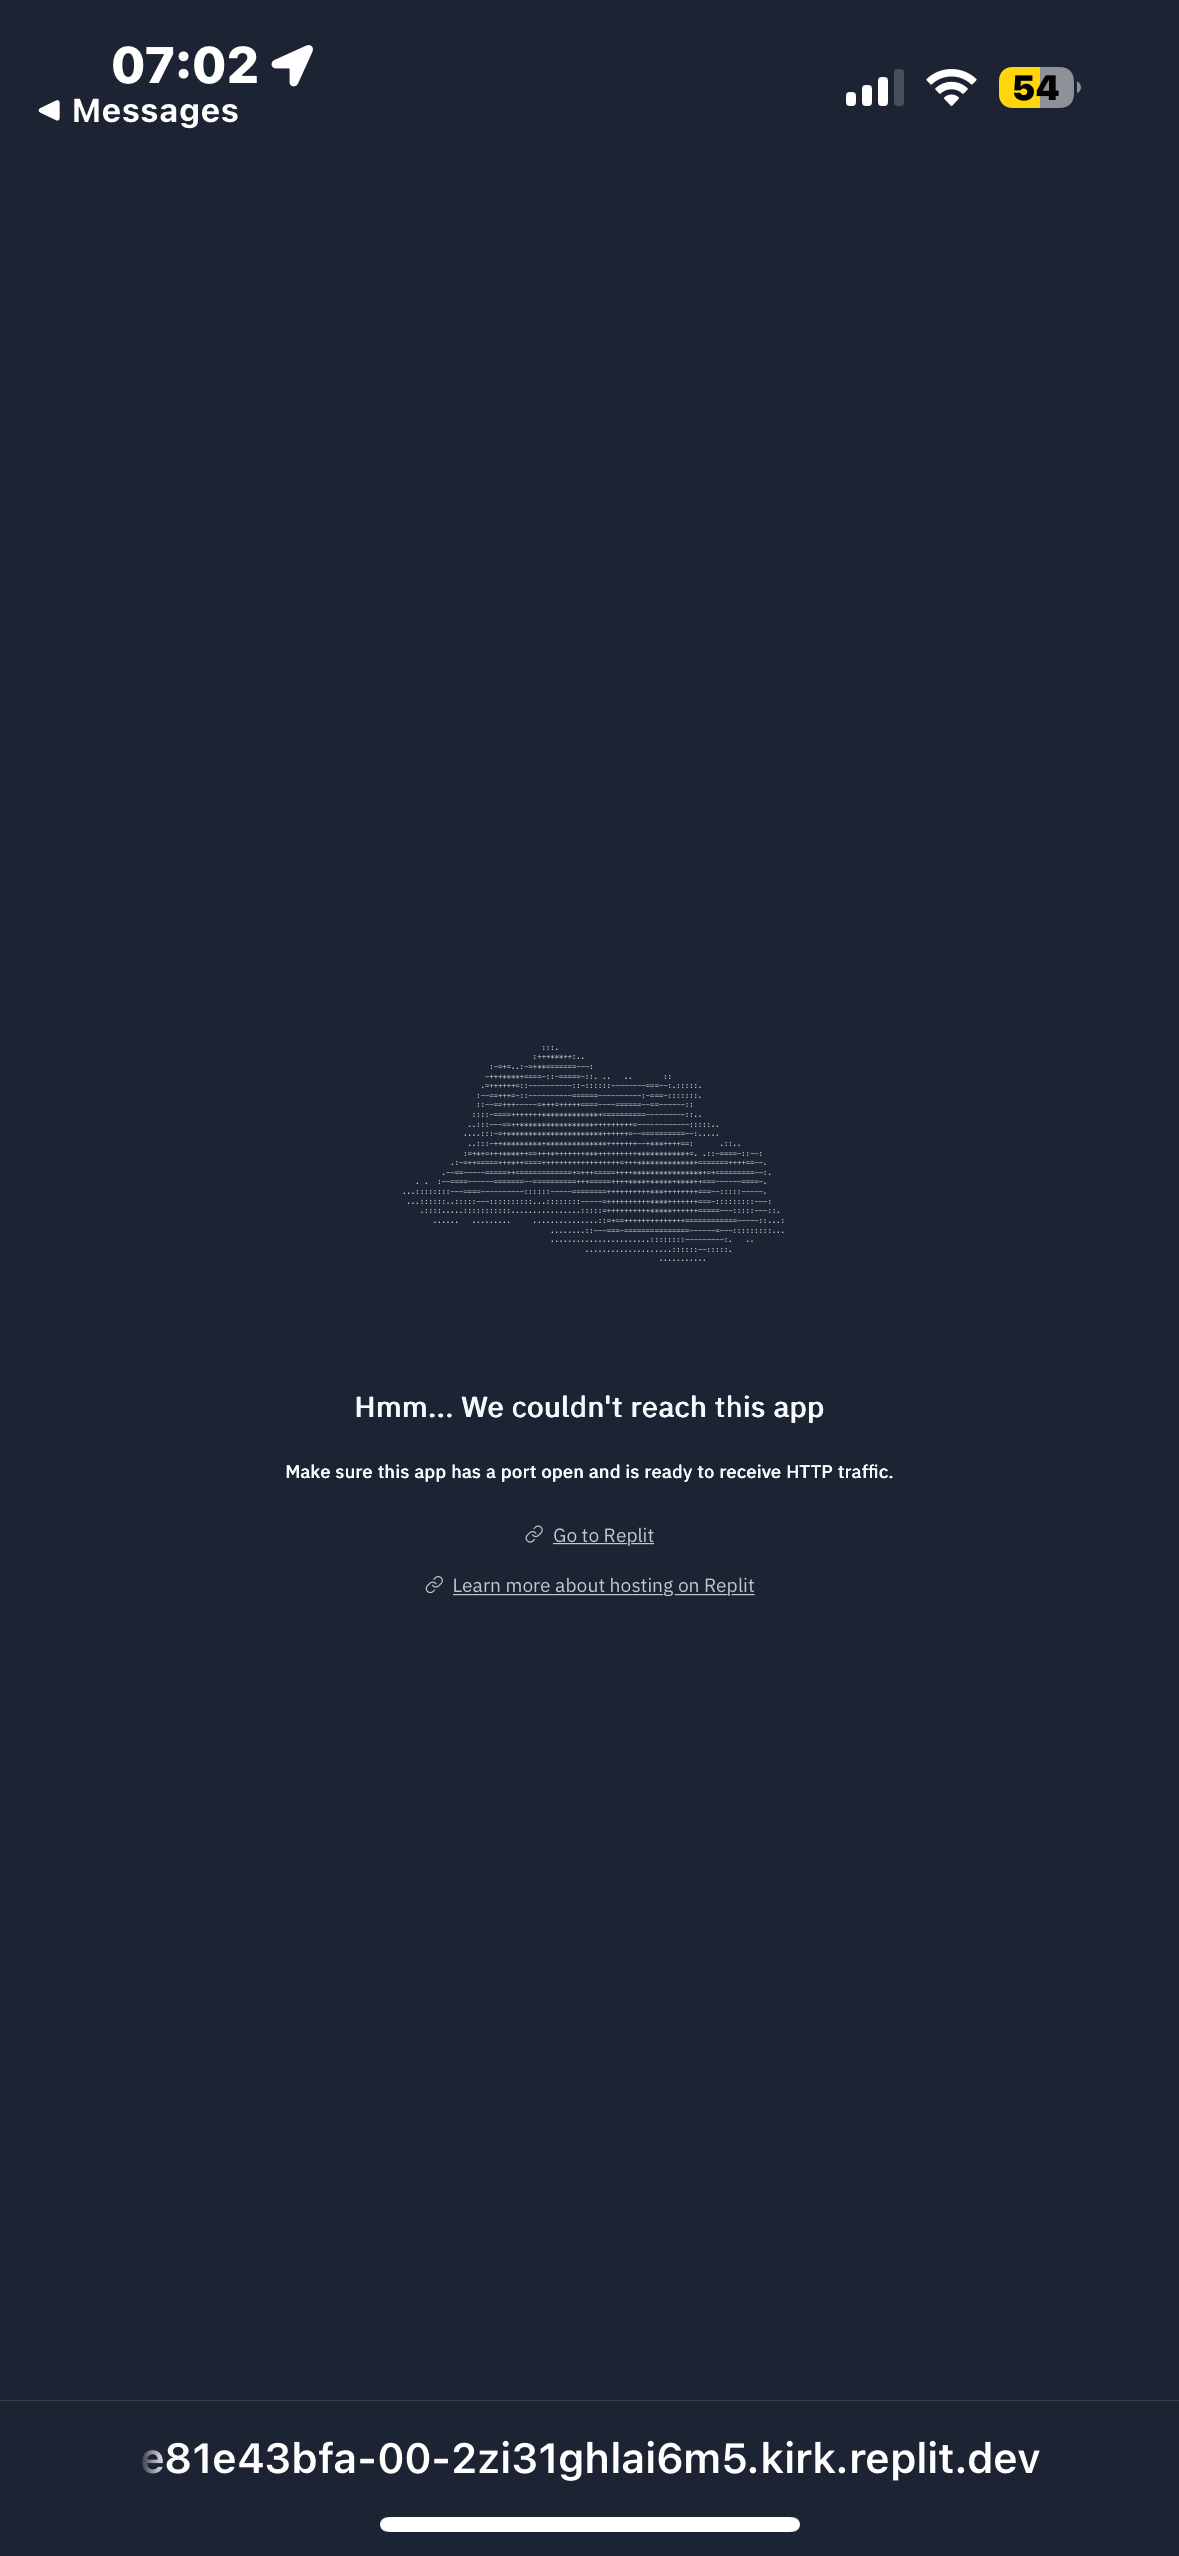 07:02
Messages
54
Hmm... We couldn't reach this app
Make sure this app has a port open and is ready to receive HTTP traffic.
Go to Replit
Learn more about hosting on Replit
e81e43bfa-00-2zi31ghlai6m5.kirk.replit.dev